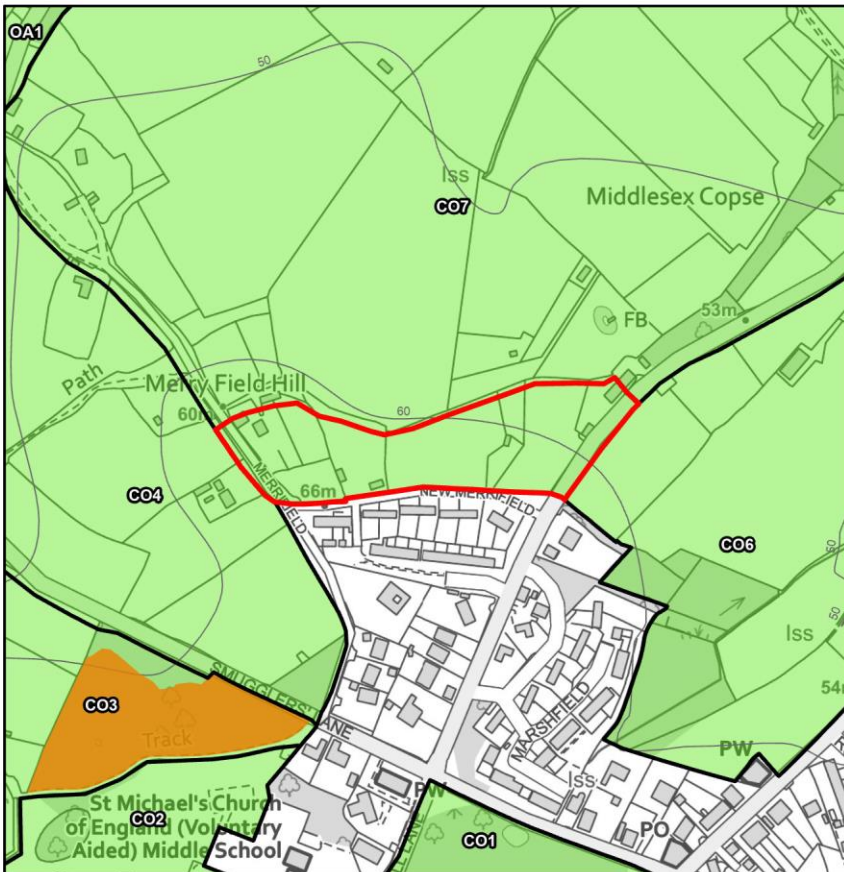 OA1
50
Iss
CO7
Middlesex Copse
53m
FB
Path
Merry Field Hill
60m
60
MERRIFIELD
66m
NEW MERRIFIELD
CO4
CO6
50
Iss
54m
CO3
SMUGGLERS LANE
Track
MARSHFIELD
PW
Iss
PW
St Michael's Church
of England (Voluntary
Aided) Middle School
CO2
CO1
PO